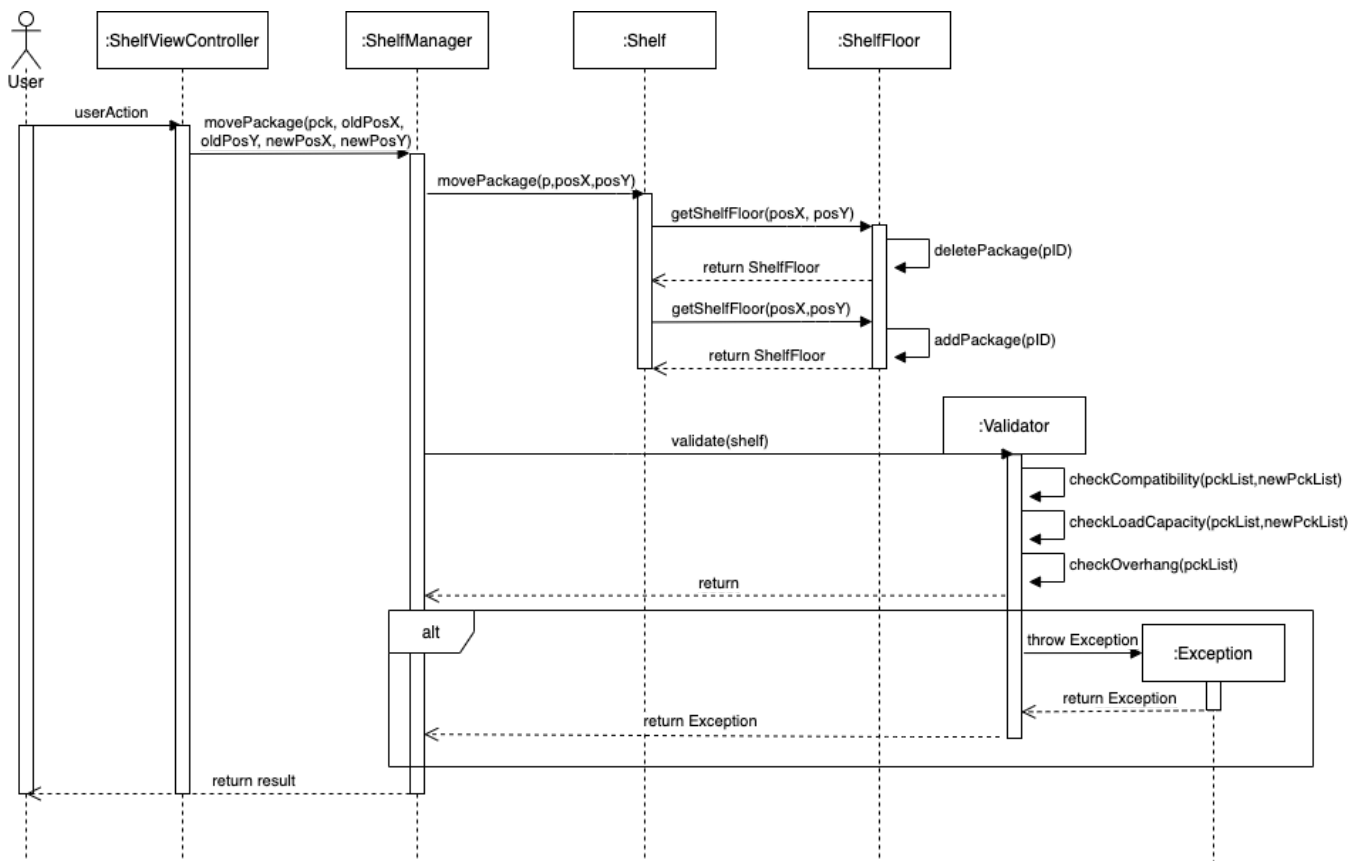 :ShelfViewController
:ShelfManager
:Shelf
:ShelfFloor
User
userAction
movePackage(pck, oldPosX,
oldPosY, newPosX, newPosY)
movePackage(p,posX,posY)
getShelfFloor(posX, posY)
deletePackage(pID)
return ShelfFloor
getShelfFloor(posX,posY)
addPackage(pID)
return ShelfFloor
:Validator
validate(shelf)
checkCompatibility(pckList,newPckList)
checkLoadCapacity(pckList,newPckList)
checkOverhang(pckList)
return
alt
throw Exception
:Exception
return Exception
return Exception
return result